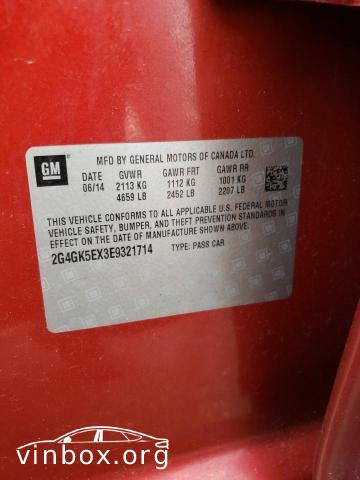 GM
MFD BY GENERAL MOTORS OF CANADA LTD.
DATE GVWR GAWR FRT GAWR RR
06/14 2113 KG 1112 KG 1001 KG
4659 LB 2452 LB 2207 LB
THIS VEHICLE CONFORMS TO ALL APPLICABLE U.S. FEDERAL MOTOR
VEHICLE SAFETY, BUMPER, AND THEFT PREVENTION STANDARDS IN
EFFECT ON THE DATE OF MANUFACTURE SHOWN ABOVE.
2G4GK5EX3E9321714 TYPE: PASS CAR
vinbox.org